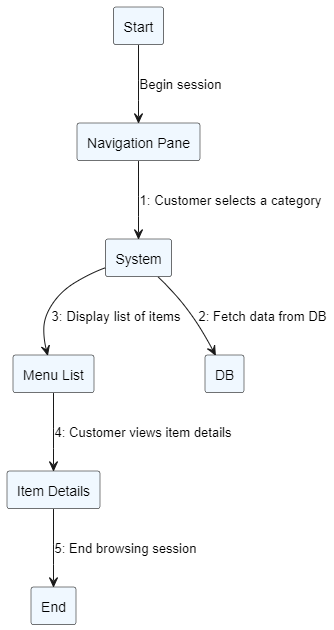 Start
Begin session
Navigation Pane
1: Customer selects a category
System
3: Display list of items
2: Fetch data from DB
Menu List
DB
4: Customer views item details
Item Details
5: End browsing session
End